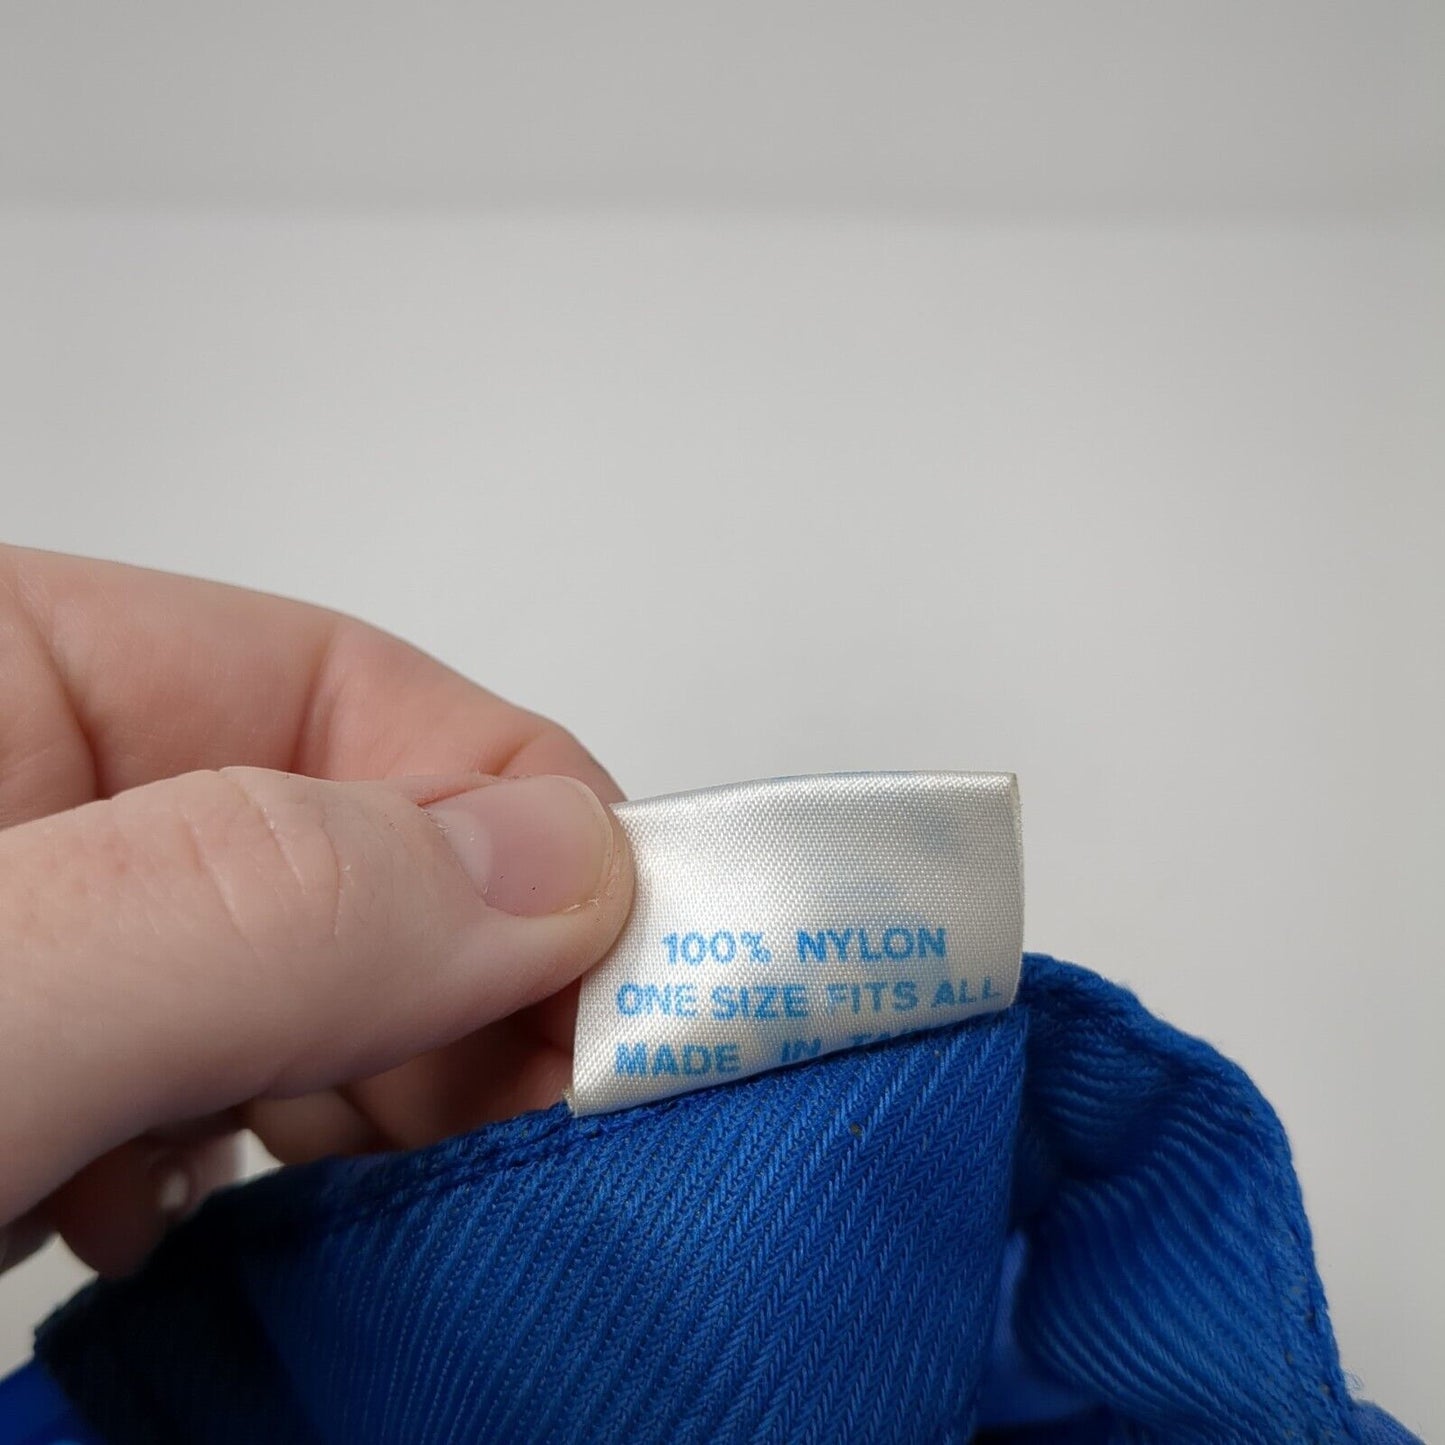 100% NYLON
ONE SIZE FITS ALL
MADE IN